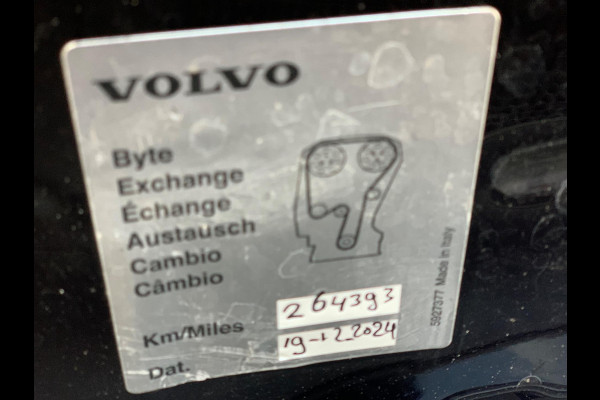 VOLVO
Byte
Exchange
Échange
Austausch
Cambio
Câmbio
Km/Miles 264393
Dat. 19-12-2024
5927377 Made in Italy